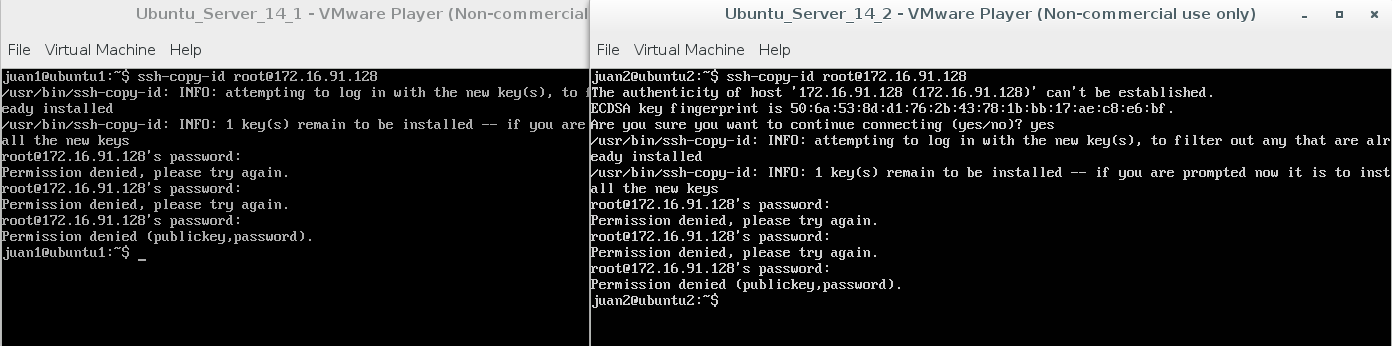 Ubuntu_Server_14_1 - VMware Player (Non-commercial
File Virtual Machine Help
juan1@ubuntu1:~$ ssh-copy-id root@172.16.91.128
/usr/bin/ssh-copy-id: INFO: attempting to log in with the new key(s), to f
eady installed
/usr/bin/ssh-copy-id: INFO: 1 key(s) remain to be installed -- if you are
all the new keys
root@172.16.91.128's password:
Permission denied, please try again.
root@172.16.91.128's password:
Permission denied, please try again.
root@172.16.91.128's password:
Permission denied (publickey,password).
juan1@ubuntu1:~$ _
Ubuntu_Server_14_2 - VMware Player (Non-commercial use only)
File Virtual Machine Help
juan2@ubuntu2:~$ ssh-copy-id root@172.16.91.128
The authenticity of host '172.16.91.128 (172.16.91.128)' can't be established.
ECDSA key fingerprint is 50:6a:53:8d:d1:76:2b:43:78:1b:bb:17:ae:c8:e6:bf.
Are you sure you want to continue connecting (yes/no)? yes
/usr/bin/ssh-copy-id: INFO: attempting to log in with the new key(s), to filter out any that are alr
eady installed
/usr/bin/ssh-copy-id: INFO: 1 key(s) remain to be installed -- if you are prompted now it is to inst
all the new keys
root@172.16.91.128's password:
Permission denied, please try again.
root@172.16.91.128's password:
Permission denied, please try again.
root@172.16.91.128's password:
Permission denied (publickey,password).
juan2@ubuntu2:~$